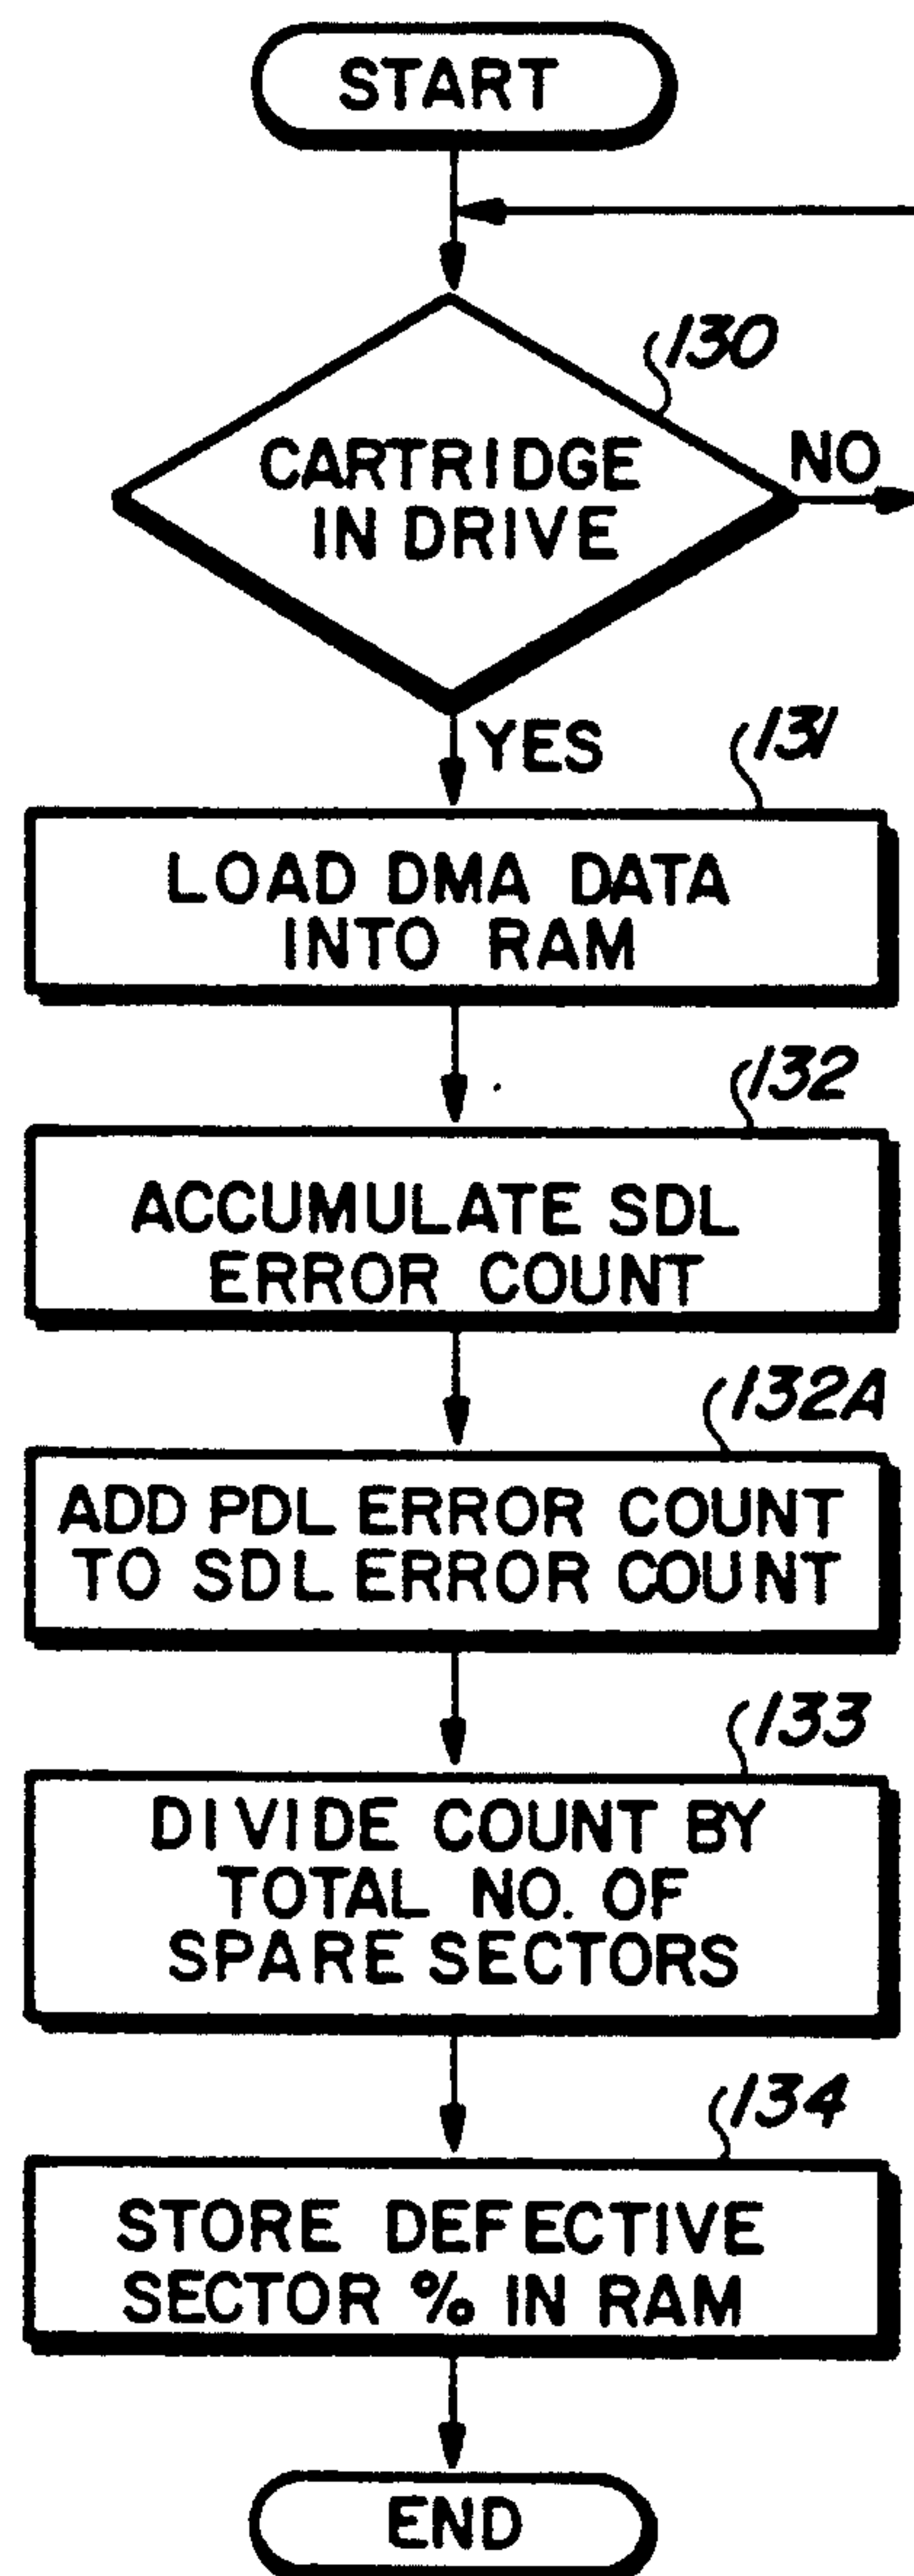 START
130
CARTRIDGE
IN DRIVE
NO
YES
131
LOAD DMA DATA
INTO RAM
132
ACCUMULATE SDL
ERROR COUNT
132A
ADD PDL ERROR COUNT
TO SDL ERROR COUNT
133
DIVIDE COUNT BY
TOTAL NO. OF
SPARE SECTORS
134
STORE DEFECTIVE
SECTOR % IN RAM
END